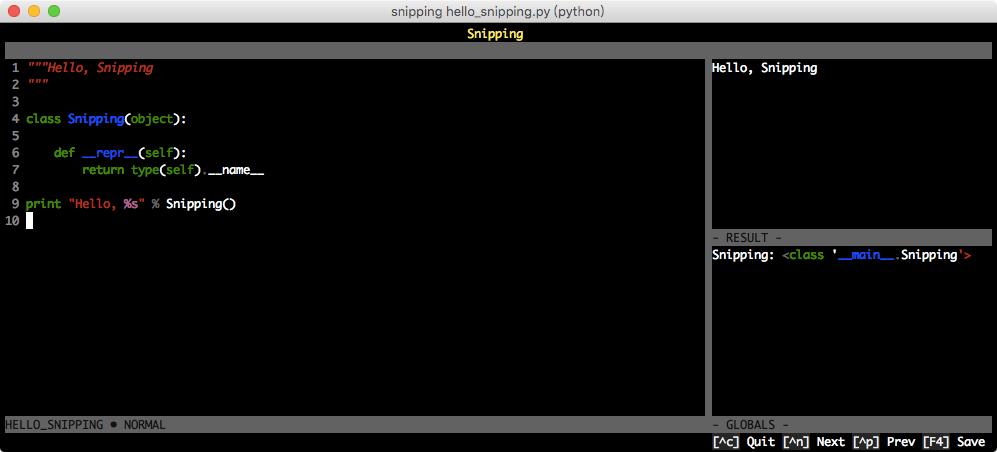 snipping hello_snipping.py (python)
Snipping
1 """Hello, Snipping
2 """
3
4 class Snipping(object):
5
6     def __repr__(self):
7         return type(self).__name__
8
9 print "Hello, %s" % Snipping()
10
HELLO_SNIPPING ● NORMAL
Hello, Snipping
- RESULT -
Snipping: <class '__main__.Snipping'>
- GLOBALS -
[^c] Quit [^n] Next [^p] Prev [F4] Save